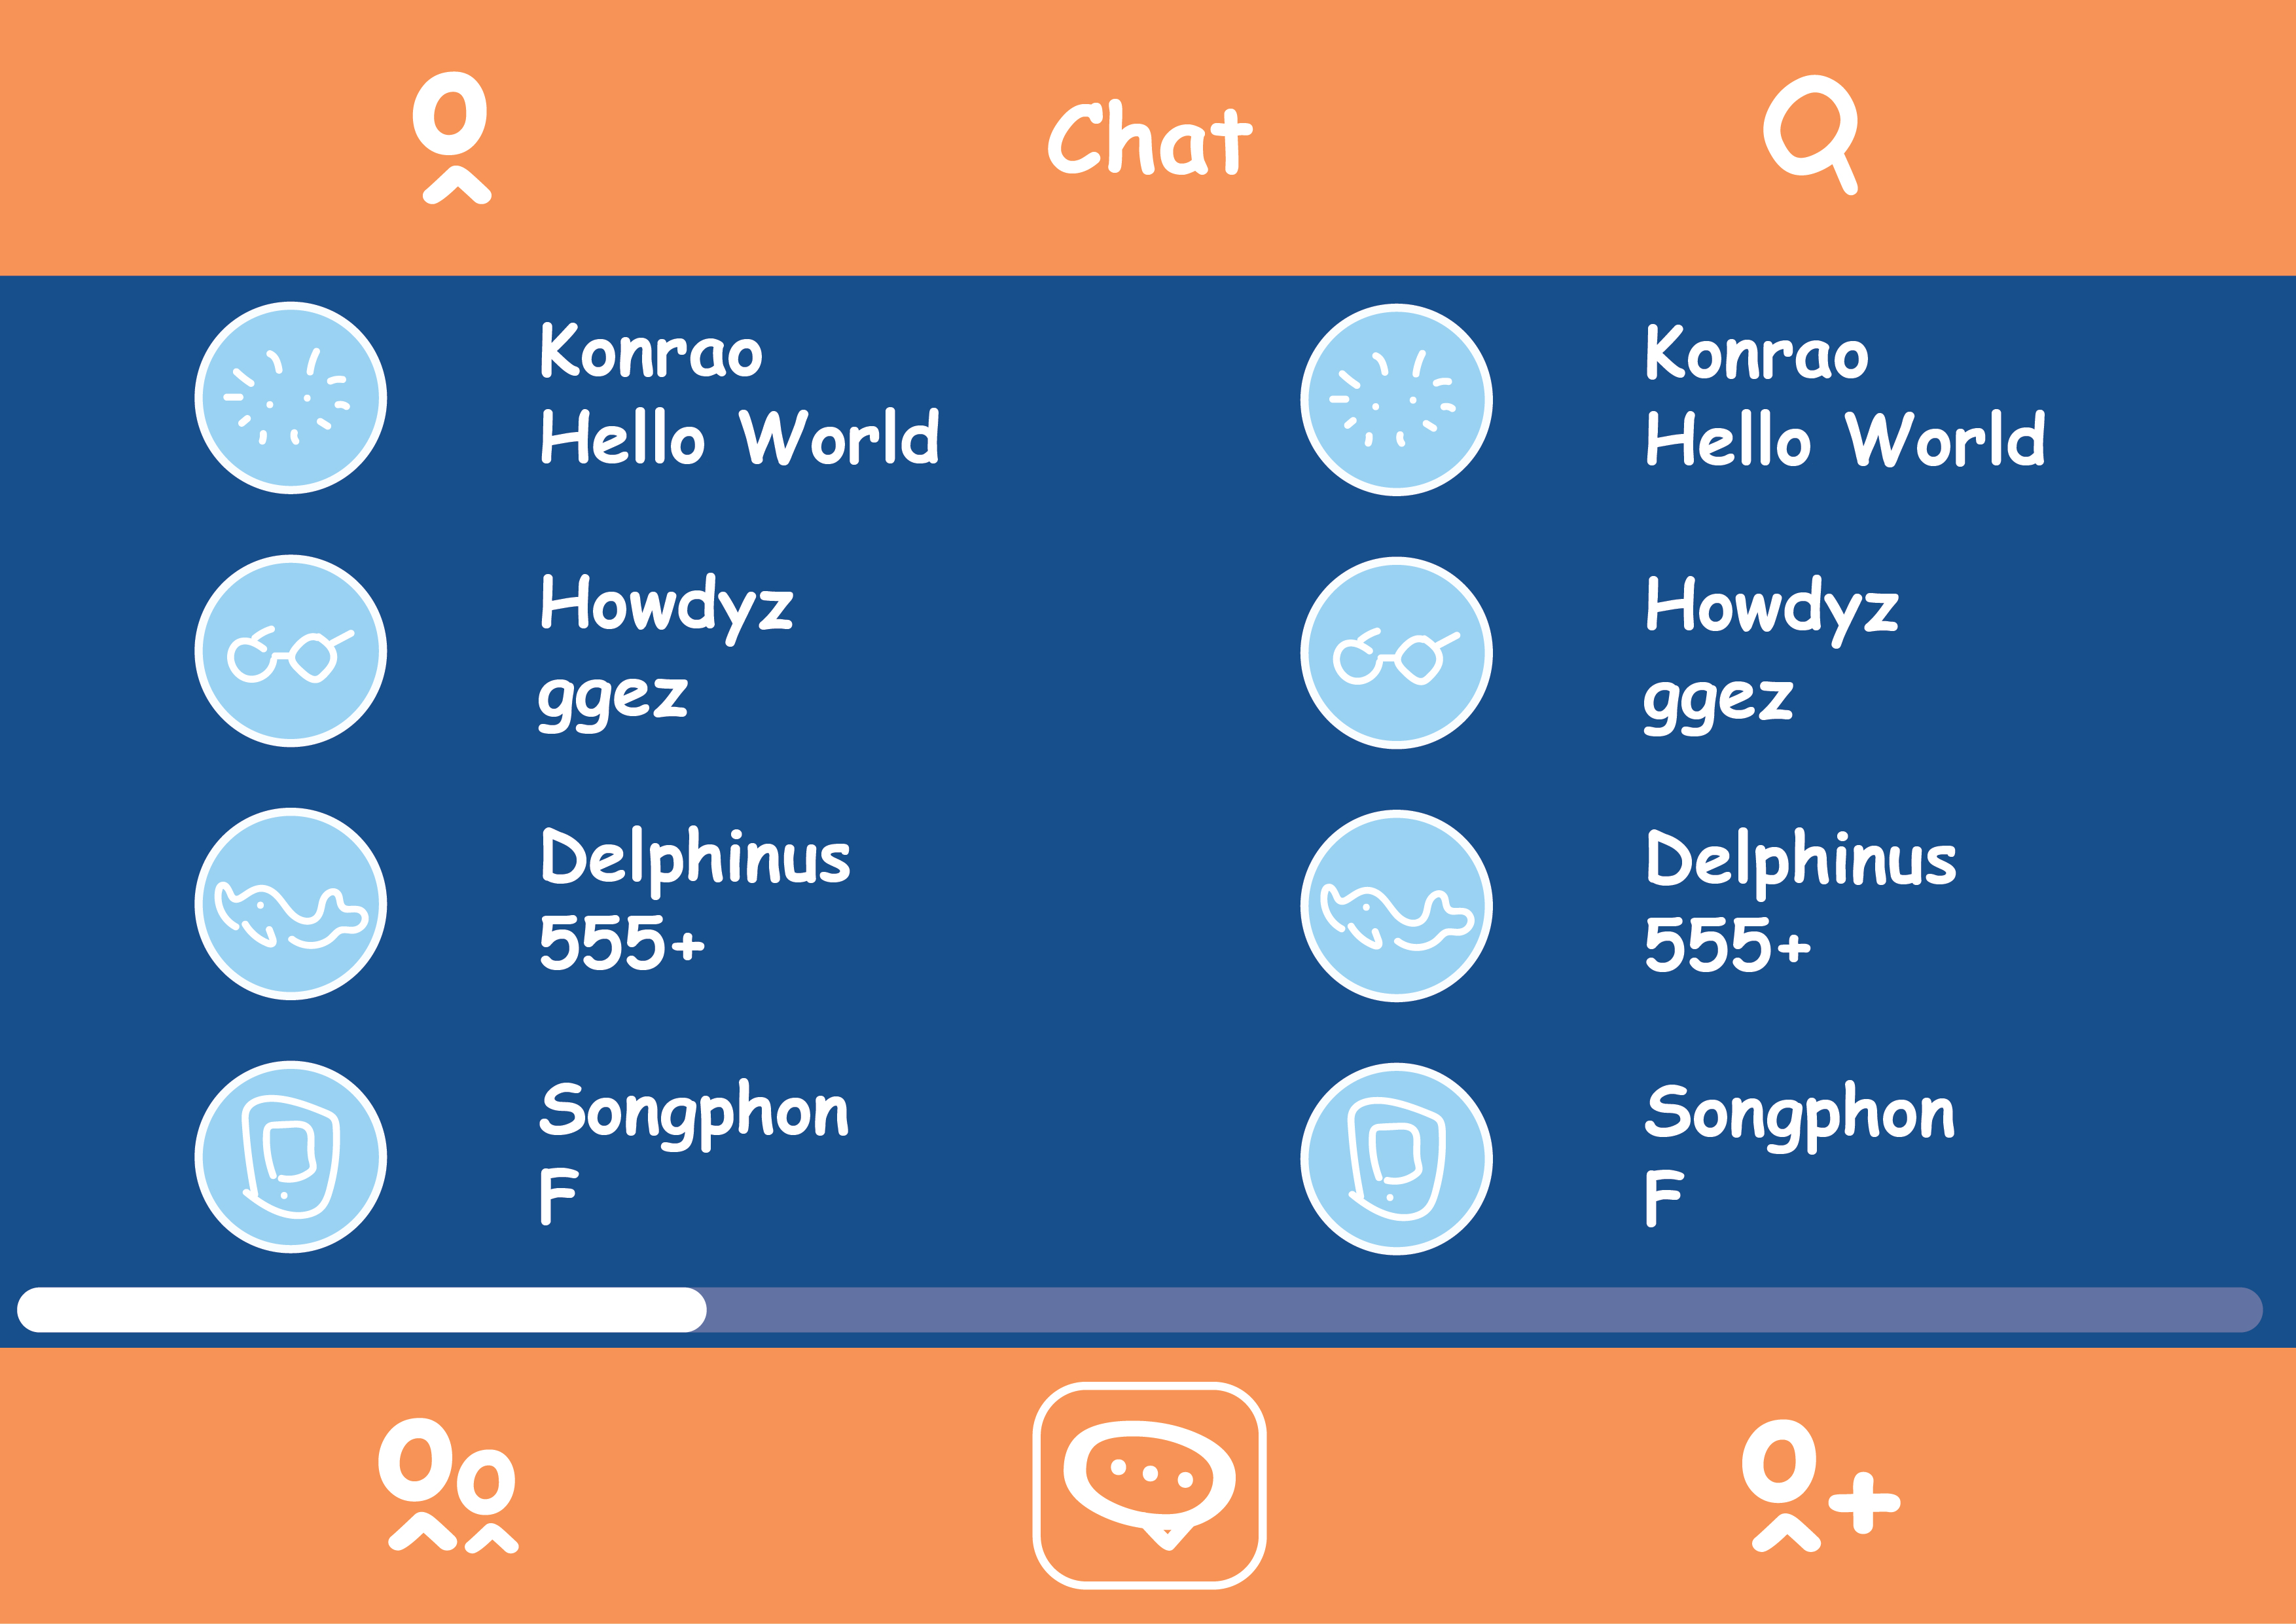 Chat
Konrao
Hello World
Howdyz
ggez
Delphinus
555+
Songphon
F
Konrao
Hello World
Howdyz
ggez
Delphinus
555+
Songphon
F